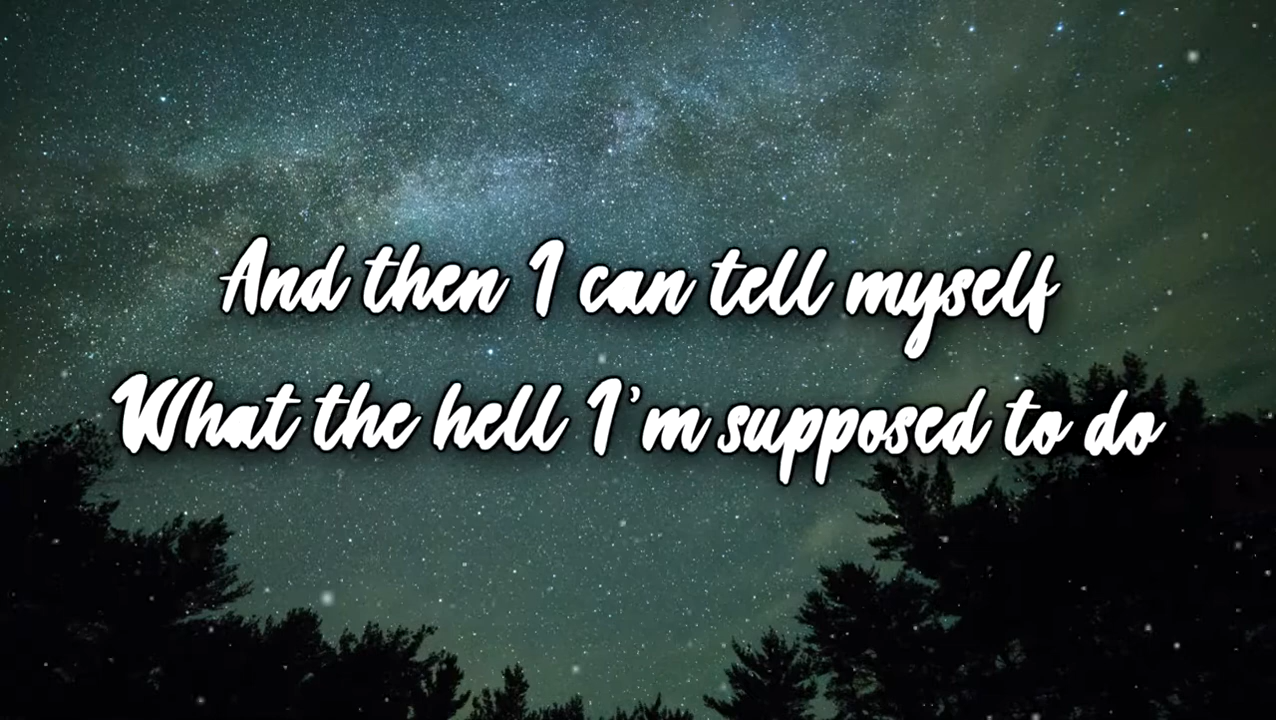 And then I can tell myself
What the hell I'm supposed to do